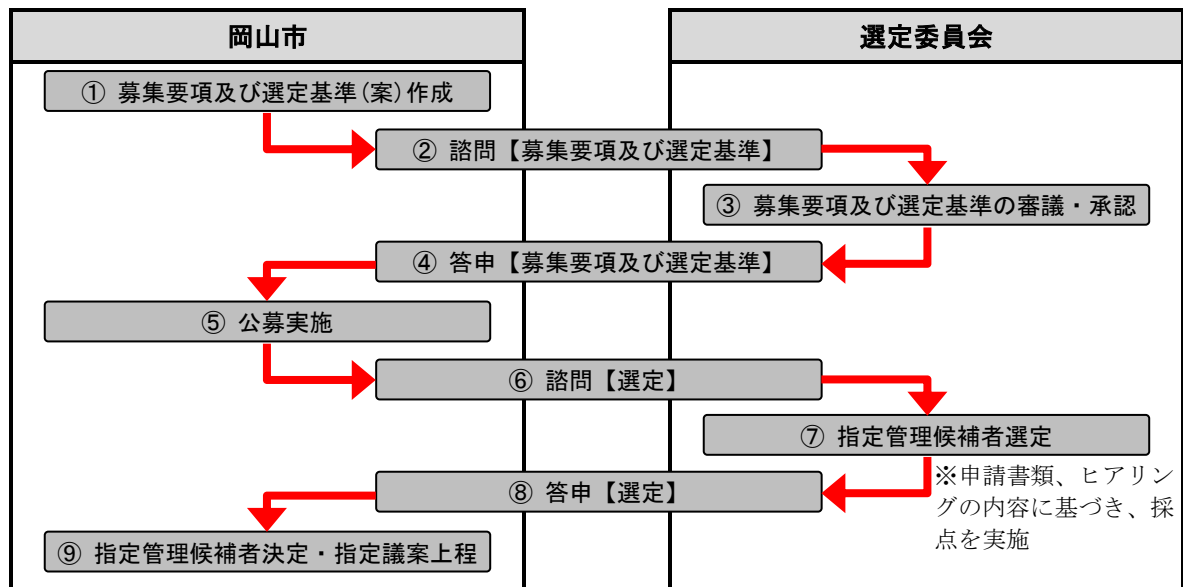 岡山市
選定委員会
① 募集要項及び選定基準(案)作成
② 諮問【募集要項及び選定基準】
③ 募集要項及び選定基準の審議・承認
④ 答申【募集要項及び選定基準】
⑤ 公募実施
⑥ 諮問【選定】
⑦ 指定管理候補者選定
※申請書類、ヒアリン
グの内容に基づき、採
点を実施
⑧ 答申【選定】
⑨ 指定管理候補者決定・指定議案上程